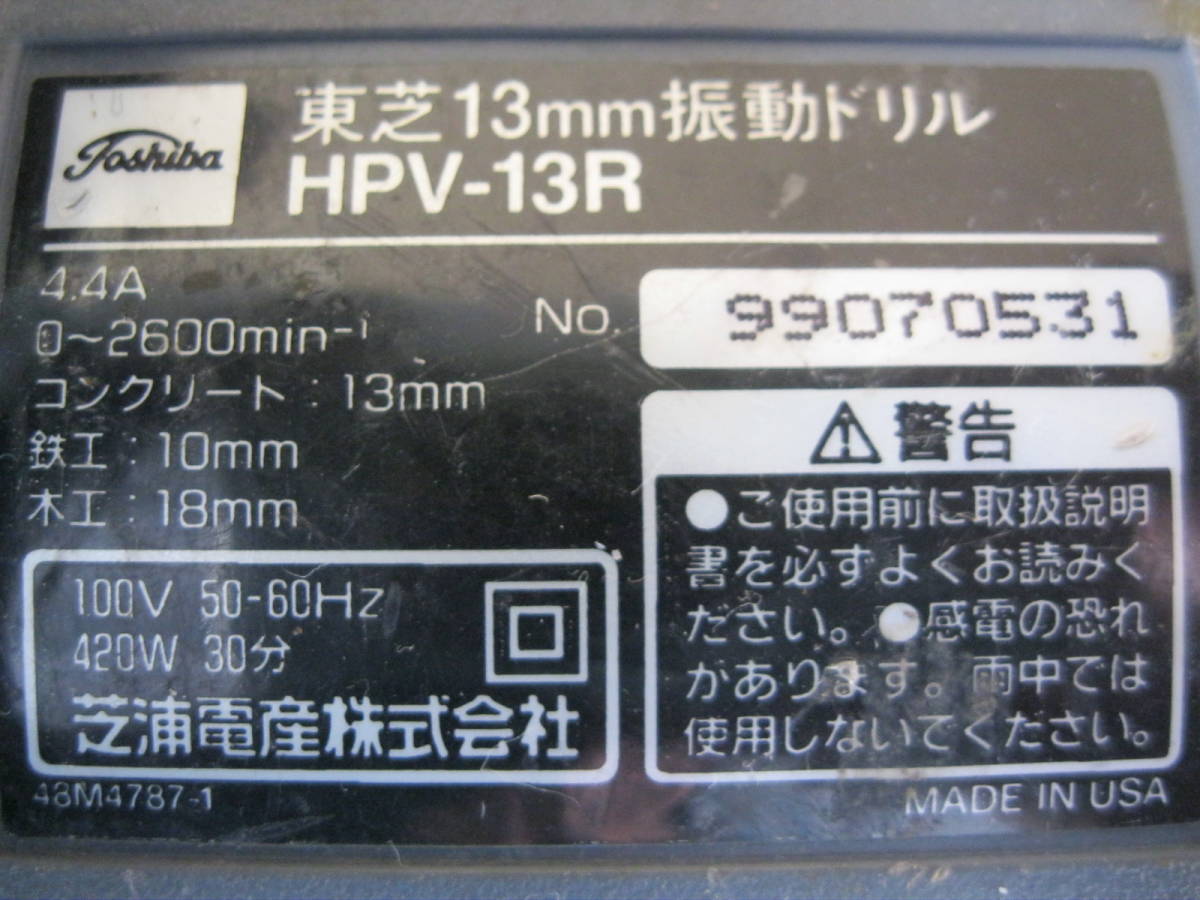 Toshiba
東芝13mm振動ドリル
HPV-13R
4.4A
0~2600min⁻¹
コンクリート：13mm
鉄工：10mm
木工：18mm
No. 99070531
⚠警告
●ご使用前に取扱説明
書を必ずよくお読みく
ださい。●感電の恐れ
があります。雨中では
使用しないでください。
100V 50-60Hz
420W 30分
芝浦電産株式会社
48M4787-1
MADE IN USA